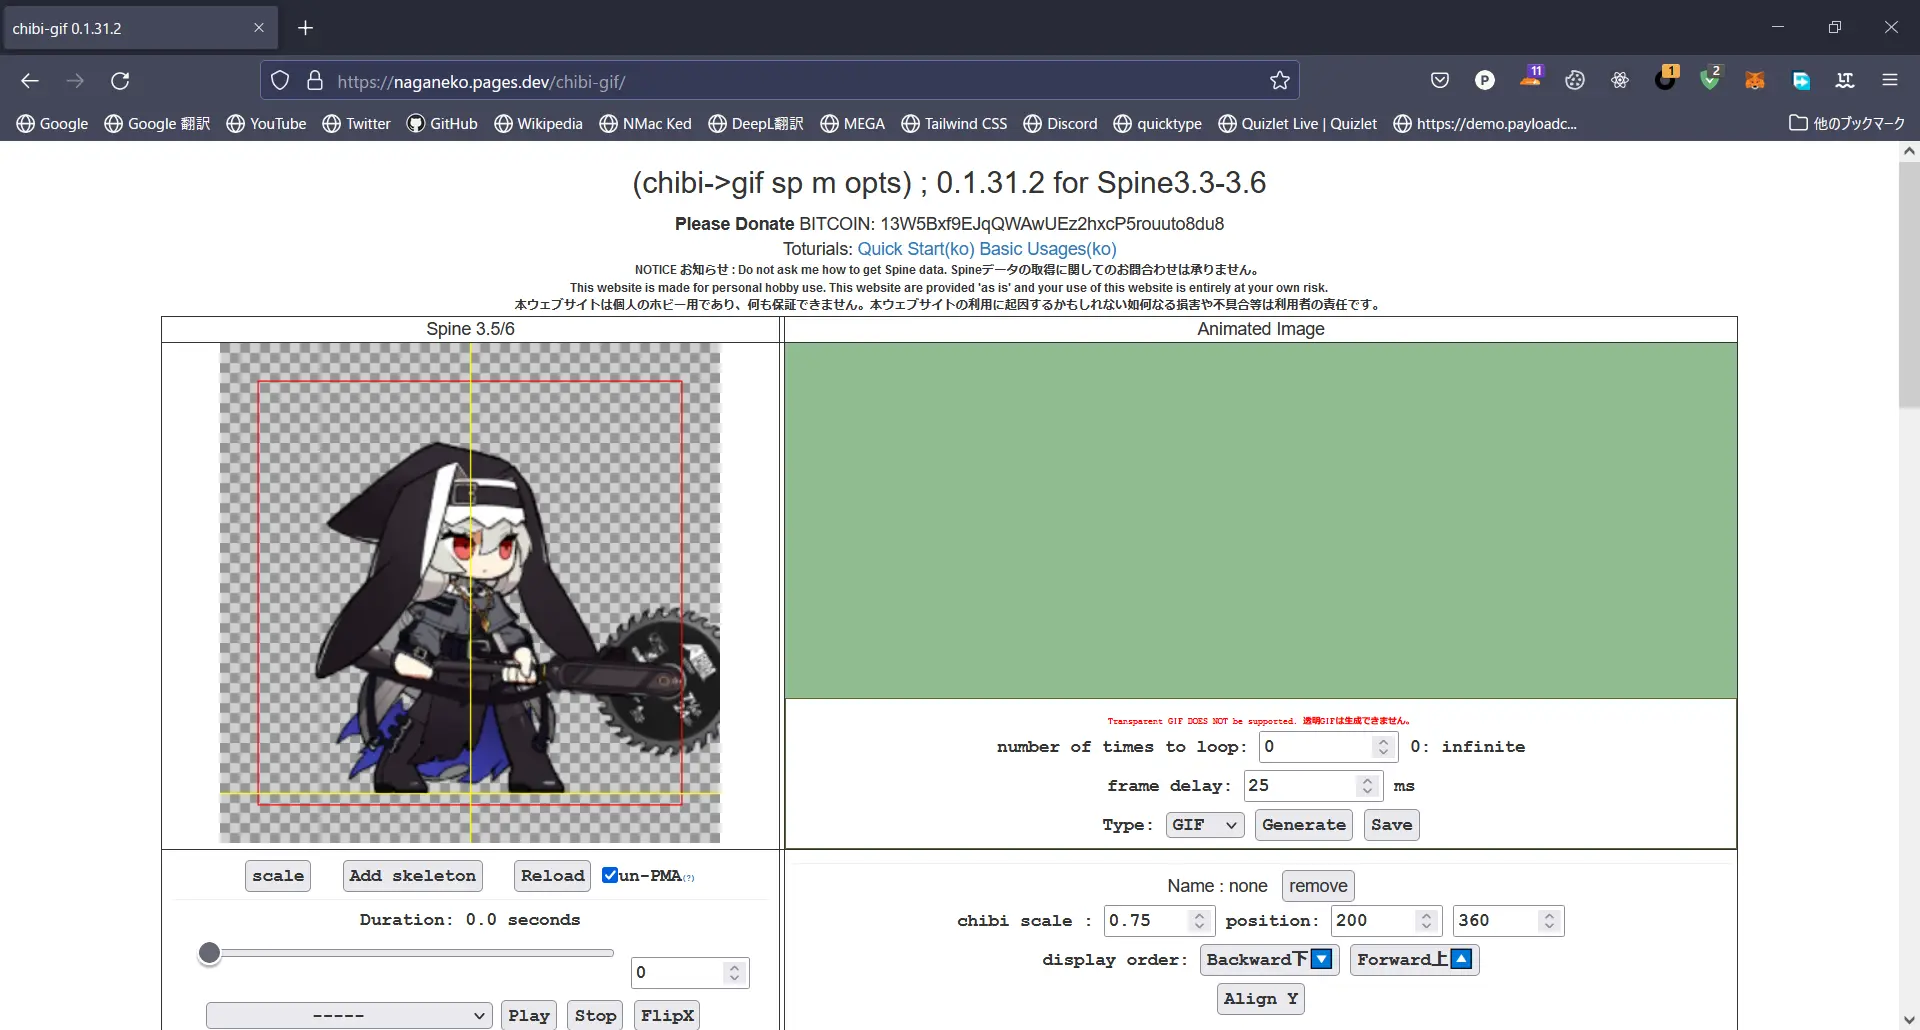 chibi-gif 0.1.31.2
https://naganeko.pages.dev/chibi-gif/
P 11 1 2
Google Google 翻訳 YouTube Twitter GitHub Wikipedia NMac Ked DeepL翻訳 MEGA Tailwind CSS Discord quicktype Quizlet Live | Quizlet https://demo.payloadc... 他のブックマーク
(chibi->gif sp m opts) ; 0.1.31.2 for Spine3.3-3.6
Please Donate BITCOIN: 13W5Bxf9EJqQWAwUEz2hxcP5rouuto8du8
Toturials: Quick Start(ko) Basic Usages(ko)
NOTICE お知らせ : Do not ask me how to get Spine data. Spineデータの取得に関してのお問合わせは承りません。
This website is made for personal hobby use. This website are provided 'as is' and your use of this website is entirely at your own risk.
本ウェブサイトは個人のホビー用であり、何も保証できません。本ウェブサイトの利用に起因するかもしれない如何なる損害や不具合等は利用者の責任です。
Spine 3.5/6
Animated Image
Transparent GIF DOES NOT be supported. 透明GIFは生成できません。
number of times to loop: 0 0: infinite
frame delay: 25 ms
Type: GIF Generate Save
scale Add skeleton Reload un-PMA(?)
Duration: 0.0 seconds
0
----- Play Stop FlipX
Name : none remove
chibi scale : 0.75 position: 200 360
display order: Backward下 Forward上
Align Y